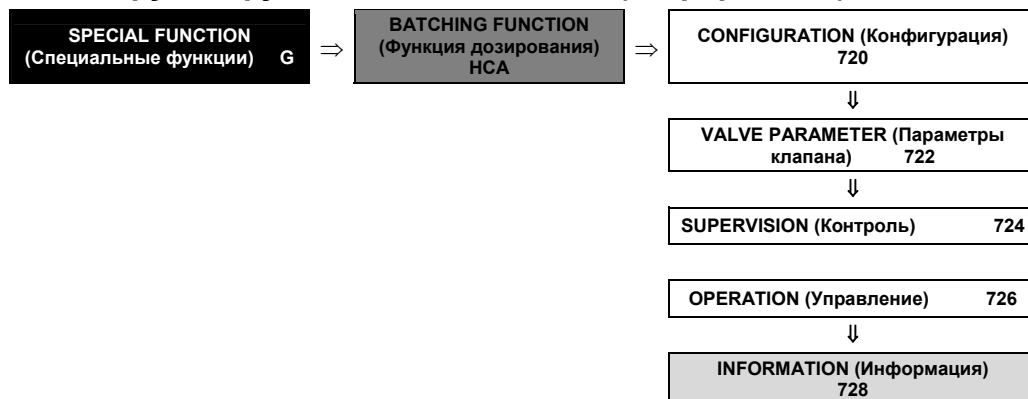 SPECIAL FUNCTION
(Специальные функции) G
⇒
BATCHING FUNCTION
(Функция дозирования)
HCA
⇒
CONFIGURATION (Конфигурация)
720
⇓
VALVE PARAMETER (Параметры
клапана) 722
⇓
SUPERVISION (Контроль) 724
OPERATION (Управление) 726
⇓
INFORMATION (Информация)
728